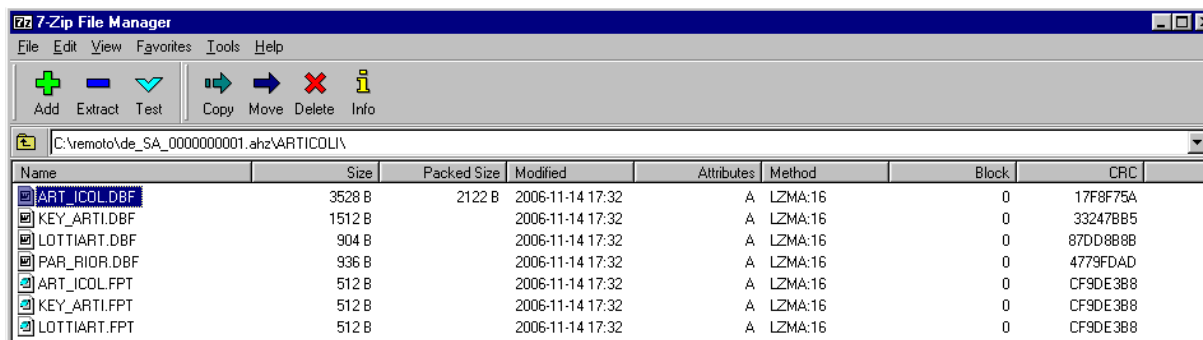 7-Zip File Manager
File Edit View Favorites Tools Help
Add Extract Test Copy Move Delete Info
C:\remoto\de_SA_0000000001.ahz\ARTICOLI\
Name Size Packed Size Modified Attributes Method Block CRC
ART_ICOL.DBF 3528 B 2122 B 2006-11-14 17:32 A LZMA:16 0 17F8F75A
KEY_ARTI.DBF 1512 B 2006-11-14 17:32 A LZMA:16 0 33247BB5
LOTTIART.DBF 904 B 2006-11-14 17:32 A LZMA:16 0 87DD8B8B
PAR_RIOR.DBF 936 B 2006-11-14 17:32 A LZMA:16 0 4779FDAD
ART_ICOL.FPT 512 B 2006-11-14 17:32 A LZMA:16 0 CF9DE3B8
KEY_ARTI.FPT 512 B 2006-11-14 17:32 A LZMA:16 0 CF9DE3B8
LOTTIART.FPT 512 B 2006-11-14 17:32 A LZMA:16 0 CF9DE3B8